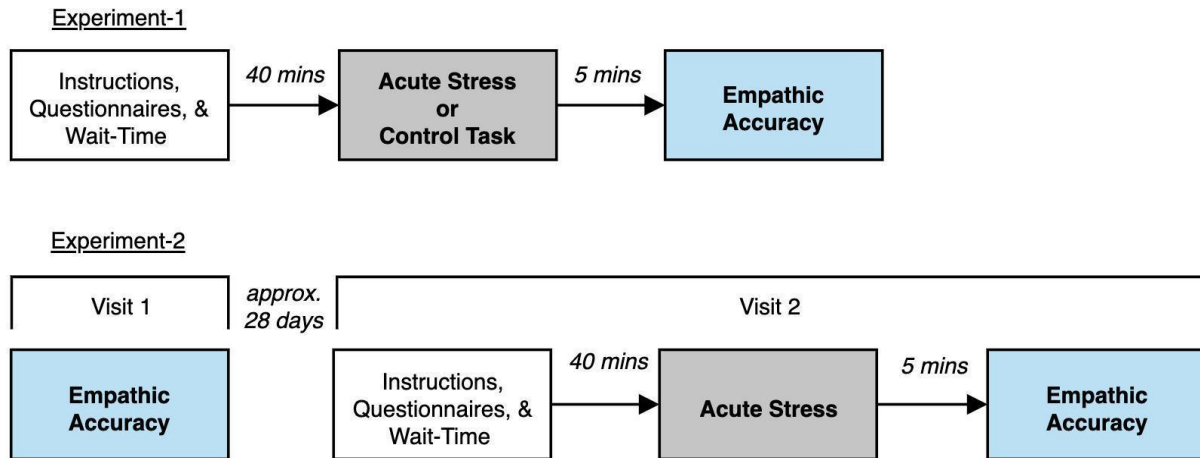 Experiment-1
Instructions,
Questionnaires, &
Wait-Time
40 mins
Acute Stress
or
Control Task
5 mins
Empathic
Accuracy
Experiment-2
Visit 1
approx.
28 days
Visit 2
Empathic
Accuracy
Instructions,
Questionnaires, &
Wait-Time
40 mins
Acute Stress
5 mins
Empathic
Accuracy